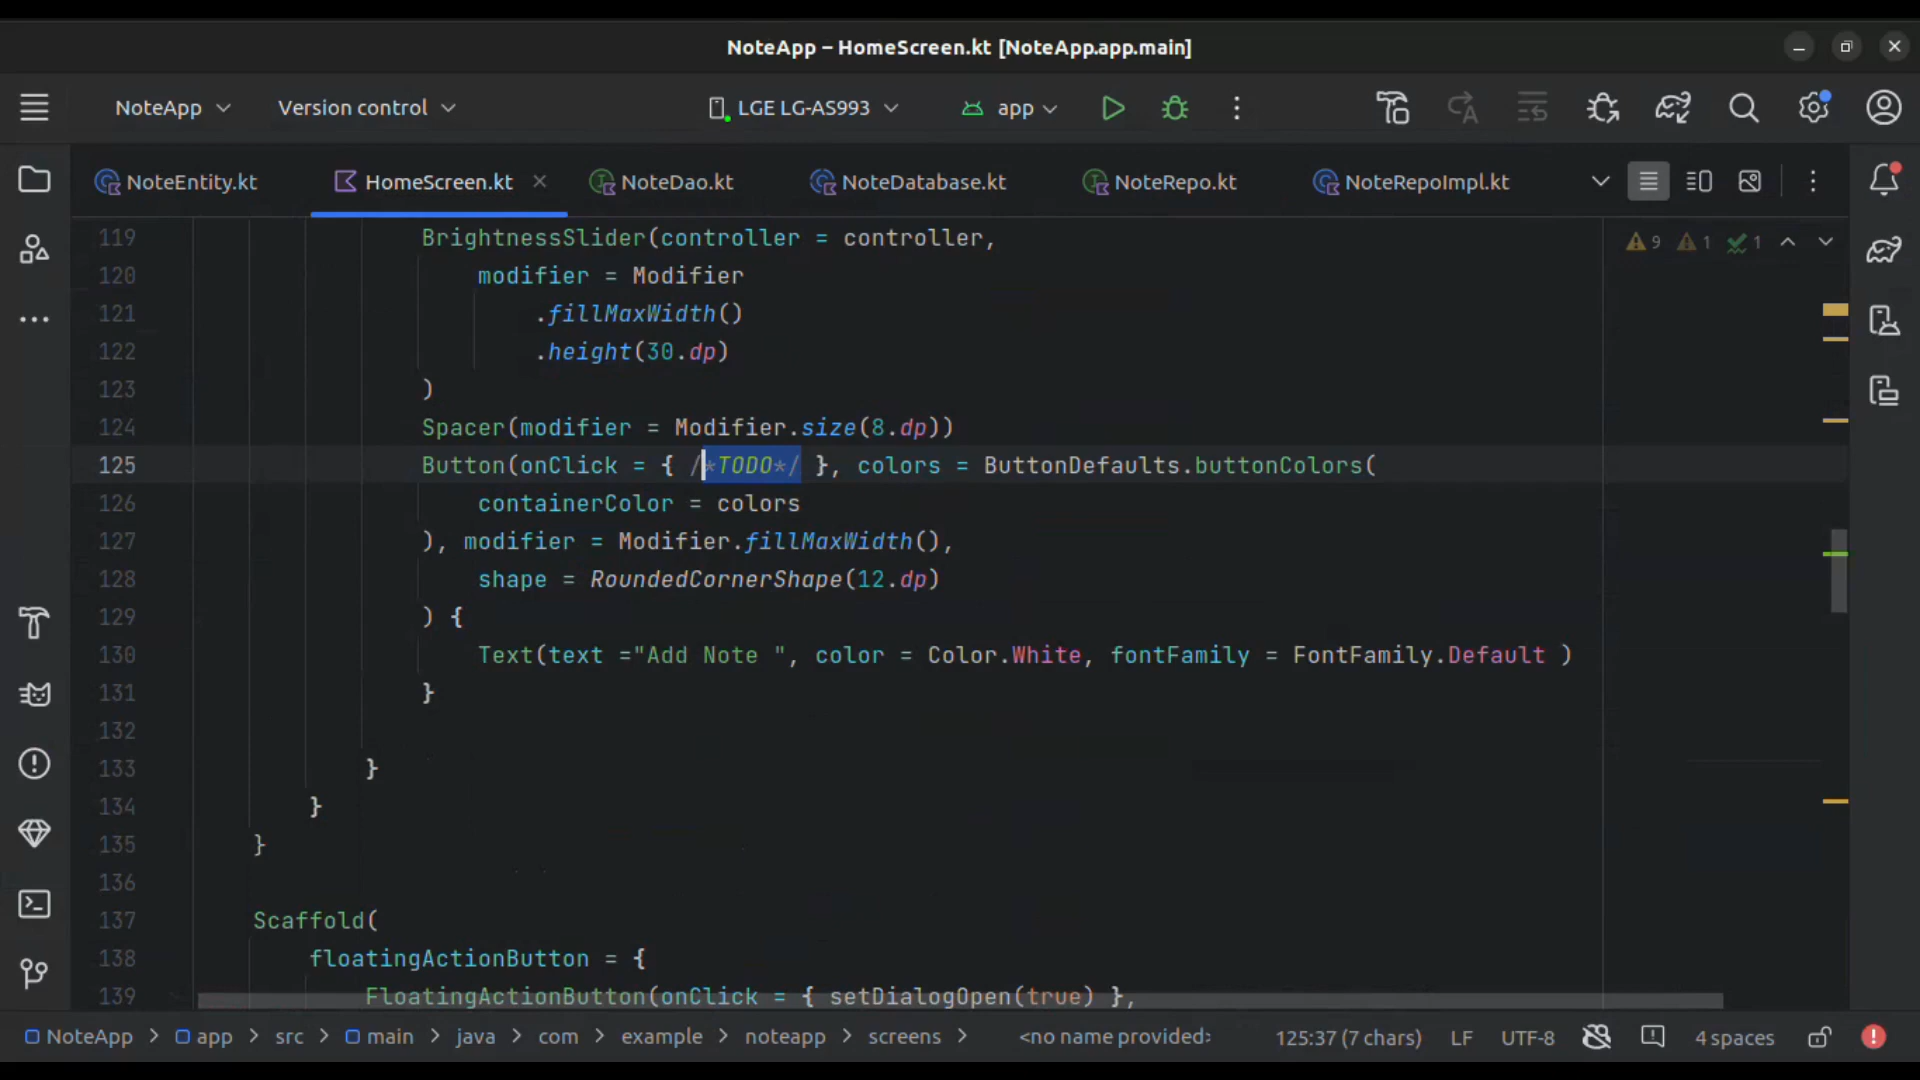 NoteApp – HomeScreen.kt [NoteApp.app.main]
NoteApp Version control LGE LG-AS993 app
NoteEntity.kt HomeScreen.kt NoteDao.kt NoteDatabase.kt NoteRepo.kt NoteRepoImpl.kt
9 1 1
119 BrightnessSlider(controller = controller,
120 modifier = Modifier
121 .fillMaxWidth()
122 .height(30.dp)
123 )
124 Spacer(modifier = Modifier.size(8.dp))
125 Button(onClick = { /*TODO*/ }, colors = ButtonDefaults.buttonColors(
126 containerColor = colors
127 ), modifier = Modifier.fillMaxWidth(),
128 shape = RoundedCornerShape(12.dp)
129 ) {
130 Text(text ="Add Note ", color = Color.White, fontFamily = FontFamily.Default )
131 }
132
133 }
134 }
135 }
136
137 Scaffold(
138 floatingActionButton = {
139 FloatingActionButton(onClick = { setDialogOpen(true) },
NoteApp > app > src > main > java > com > example > noteapp > screens > <no name provided> 125:37 (7 chars) LF UTF-8 4 spaces